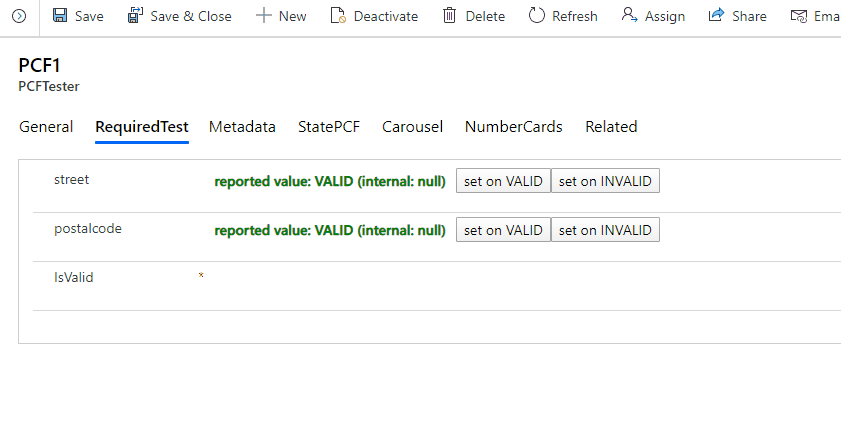 Save Save & Close New Deactivate Delete Refresh Assign Share Ema
PCF1
PCFTester
General RequiredTest Metadata StatePCF Carousel NumberCards Related
street reported value: VALID (internal: null) set on VALID set on INVALID
postalcode reported value: VALID (internal: null) set on VALID set on INVALID
IsValid *